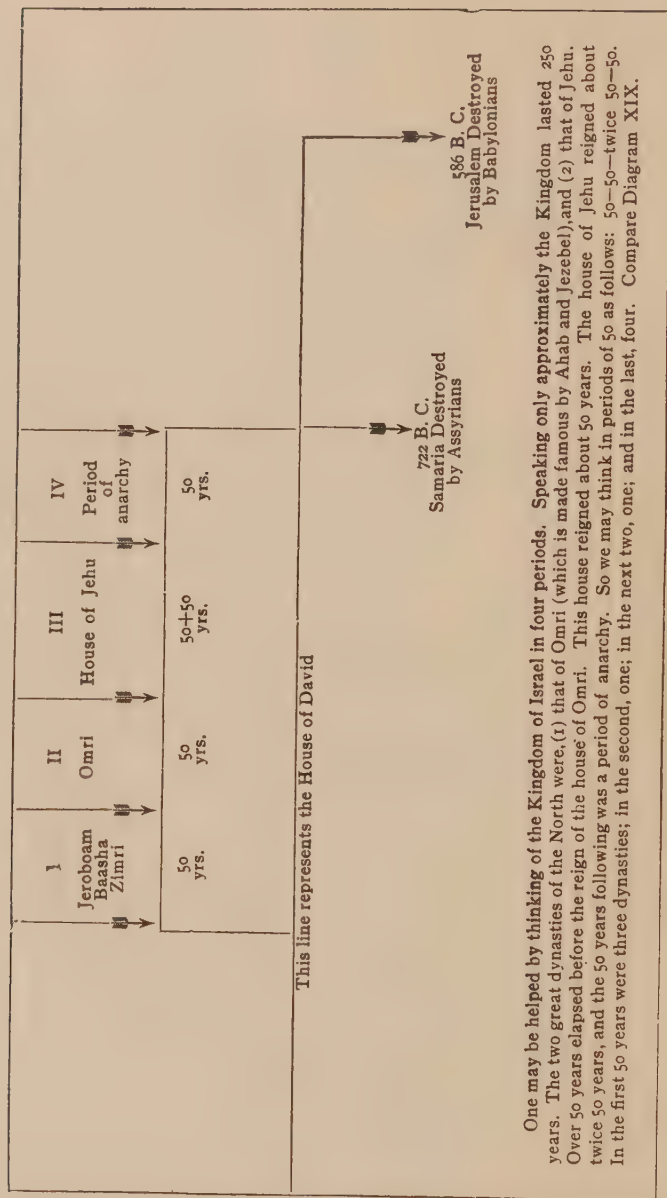 I
Jeroboam
Baasha
Zimri
II
Omri
III
House of Jehu
IV
Period
of
anarchy
50
yrs.
50
yrs.
50+50
yrs.
50
yrs.
This line represents the House of David
722 B. C.
Samaria Destroyed
by Assyrians
586 B. C.
Jerusalem Destroyed
by Babylonians
One may be helped by thinking of the Kingdom of Israel in four periods. Speaking only approximately the Kingdom lasted 250
years. The two great dynasties of the North were,(1) that of Omri (which is made famous by Ahab and Jezebel),and (2) that of Jehu.
Over 50 years elapsed before the reign of the house of Omri. This house reigned about 50 years. The house of Jehu reigned about
twice 50 years, and the 50 years following was a period of anarchy. So we may think in periods of 50 as follows: 50—50—twice 50—50.
In the first 50 years were three dynasties; in the second, one; in the next two, one; and in the last, four. Compare Diagram XIX.